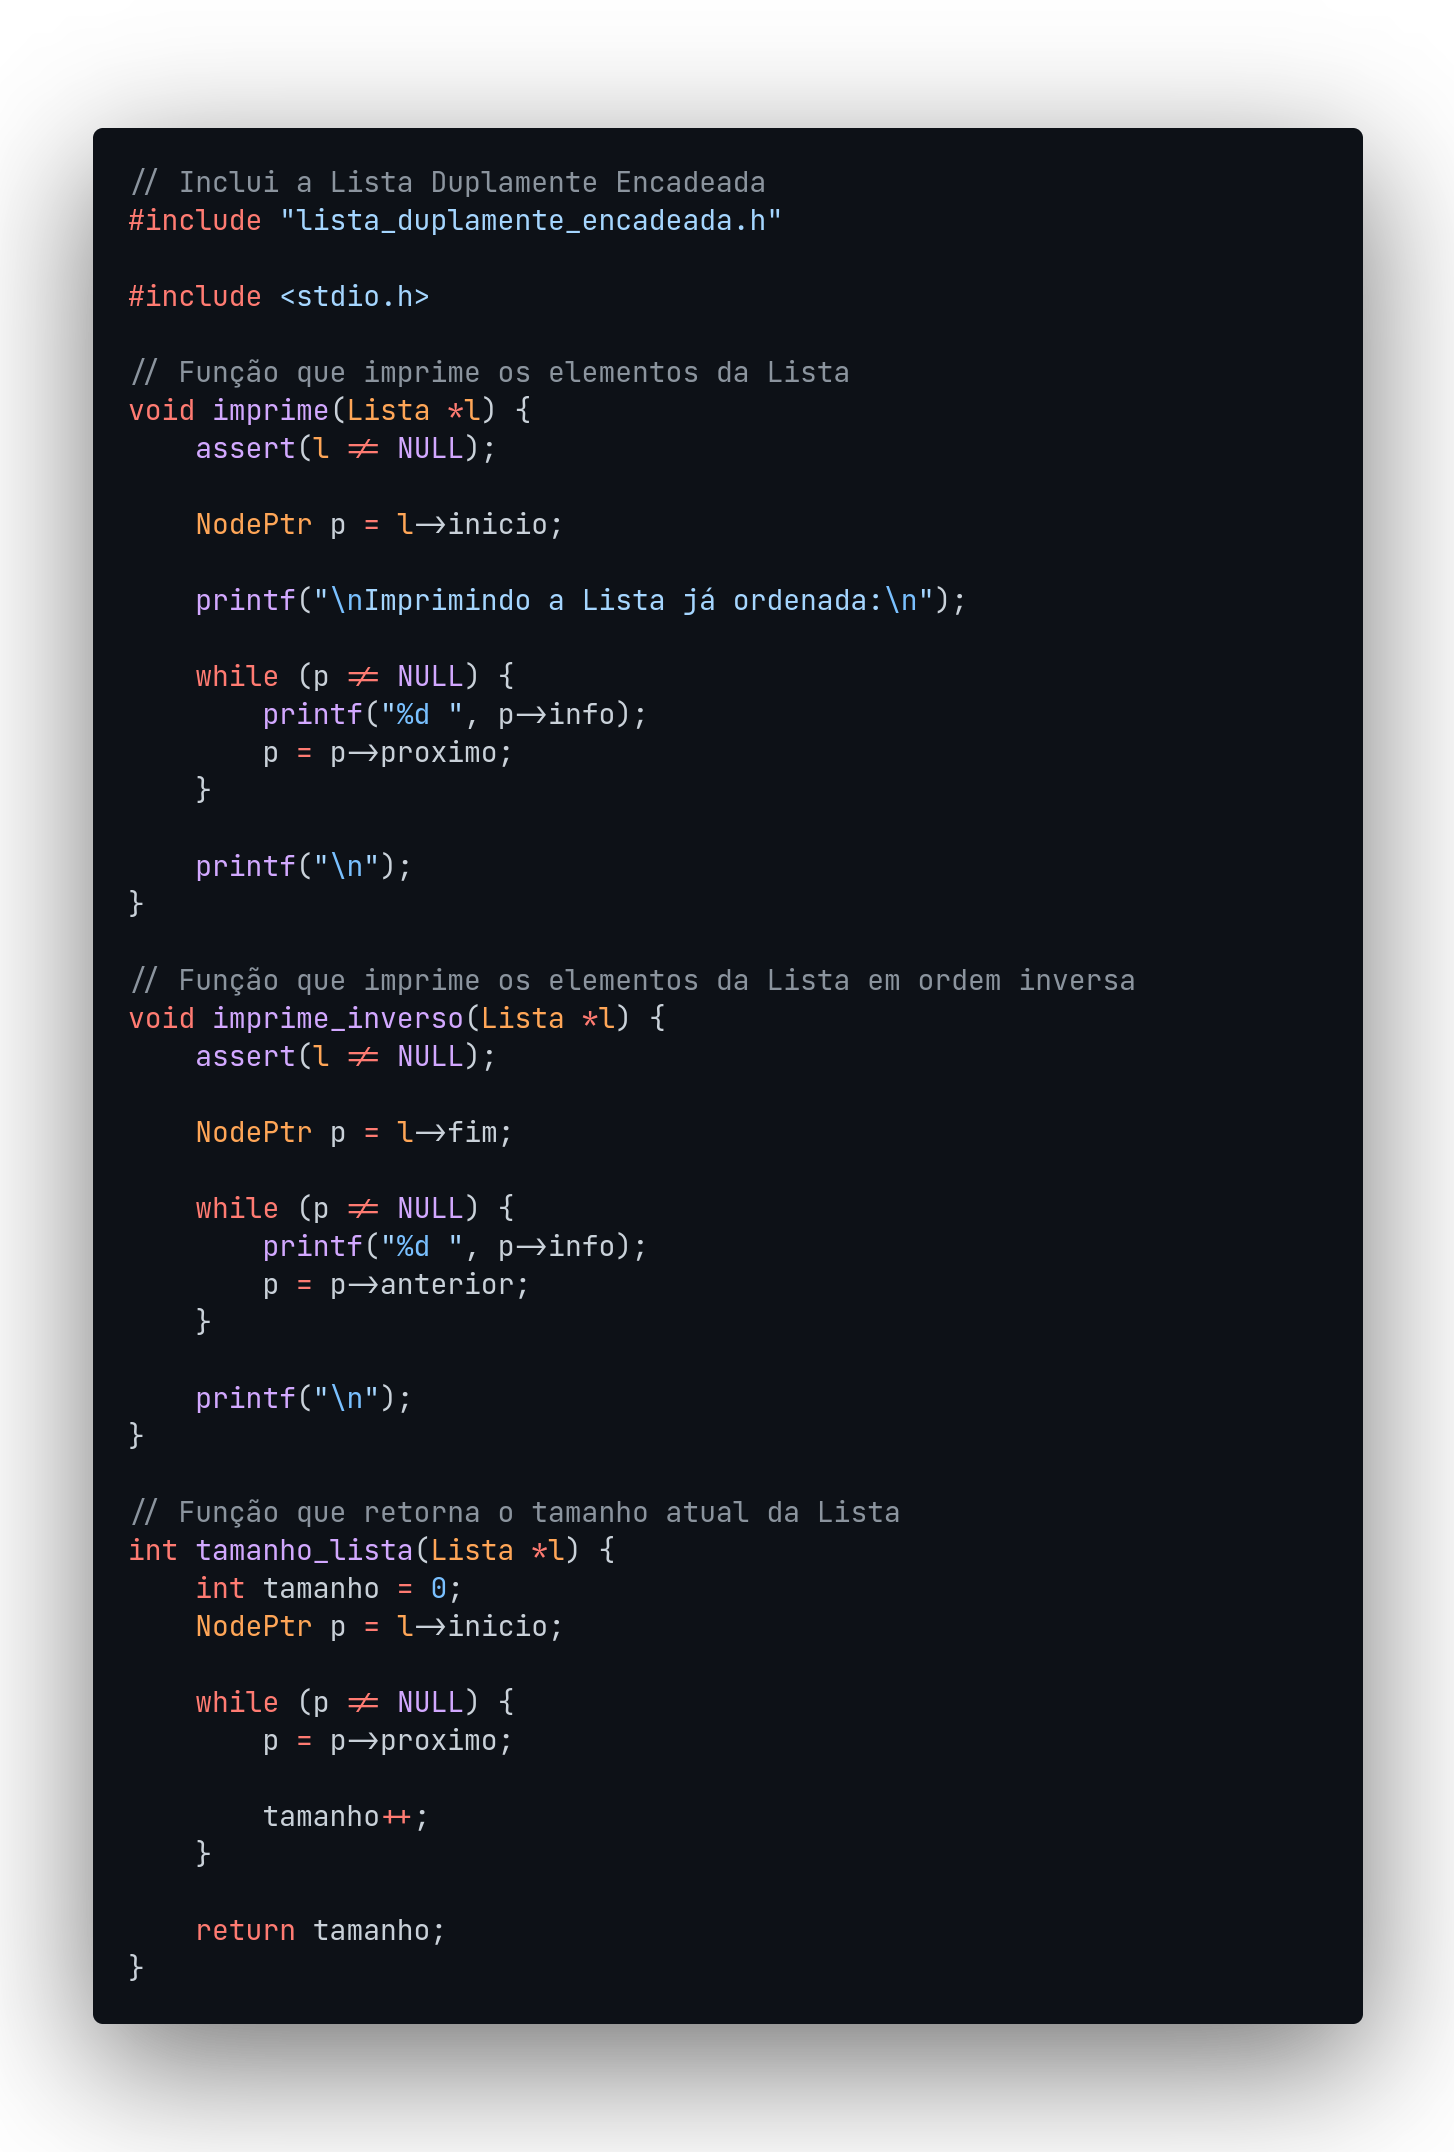 // Inclui a Lista Duplamente Encadeada
#include "lista_duplamente_encadeada.h"

#include <stdio.h>

// Função que imprime os elementos da Lista
void imprime(Lista *l) {
    assert(l != NULL);

    NodePtr p = l->inicio;

    printf("\nImprimindo a Lista já ordenada:\n");

    while (p != NULL) {
        printf("%d ", p->info);
        p = p->proximo;
    }

    printf("\n");
}

// Função que imprime os elementos da Lista em ordem inversa
void imprime_inverso(Lista *l) {
    assert(l != NULL);

    NodePtr p = l->fim;

    while (p != NULL) {
        printf("%d ", p->info);
        p = p->anterior;
    }

    printf("\n");
}

// Função que retorna o tamanho atual da Lista
int tamanho_lista(Lista *l) {
    int tamanho = 0;
    NodePtr p = l->inicio;

    while (p != NULL) {
        p = p->proximo;

        tamanho++;
    }

    return tamanho;
}